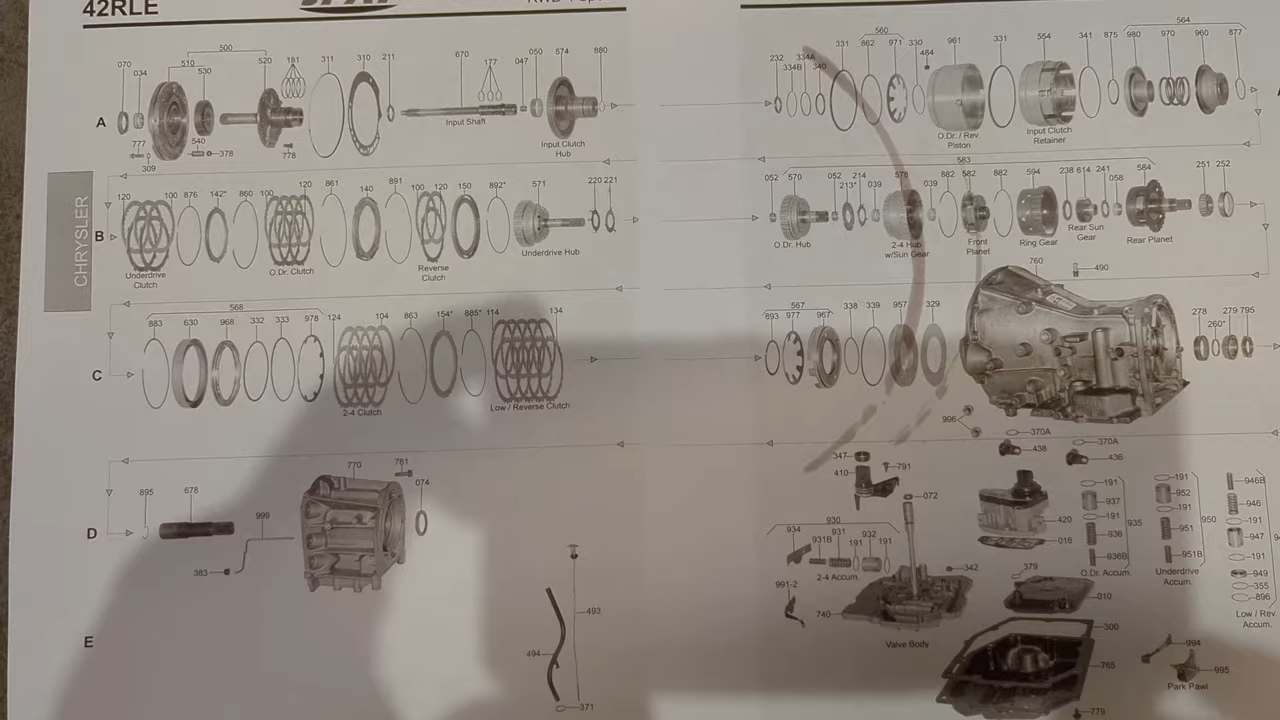 42RLE
CHRYSLER
500
070 034 510 530 520 181 311 310 211 670 177 047 050 574 880
A
Input Shaft
Input Clutch
Hub
777 309 540 378 778
560 564
232 334B 334A 340 331 862 971 330 484 961 331 554 341 875 980 970 960 877
O.Dr. / Rev
Piston
Input Clutch
Retainer
120 100 876 142* 860 100 120 861 140 891 100 120 150 892* 571 220 221
B
Underdrive
Clutch
O.Dr. Clutch
Reverse
Clutch
Underdrive Hub
583
052 570 052 213* 214 039 578 039 882 582 882 594 238 614 241 058 584 251 252
O.Dr. Hub
2-4 Hub
w/Sun Gear
Front
Planet
Ring Gear
Rear Sun
Gear
Rear Planet
760 490
568
883 630 968 332 333 978 124 104 863 154* 885* 114 134
C
2-4 Clutch
Low / Reverse Clutch
567
893 977 967 338 339 957 329 278 260* 279 795
996 370A 438 370A 436
895 678 999 770 781 074
D
383
347 410 791 072
930
934 931B 931 191 932 191
2-4 Accum.
991-2 740 342
Valve Body
420 016 379 010
191 937 191 936 936B 935
O.Dr. Accum.
191 952 191 951 951B 950
Underdrive
Accum.
946B 946 191 947 191 949 355 896
Low / Rev
Accum.
E
493
494
371
300 765 779
994 995
Park Pawl